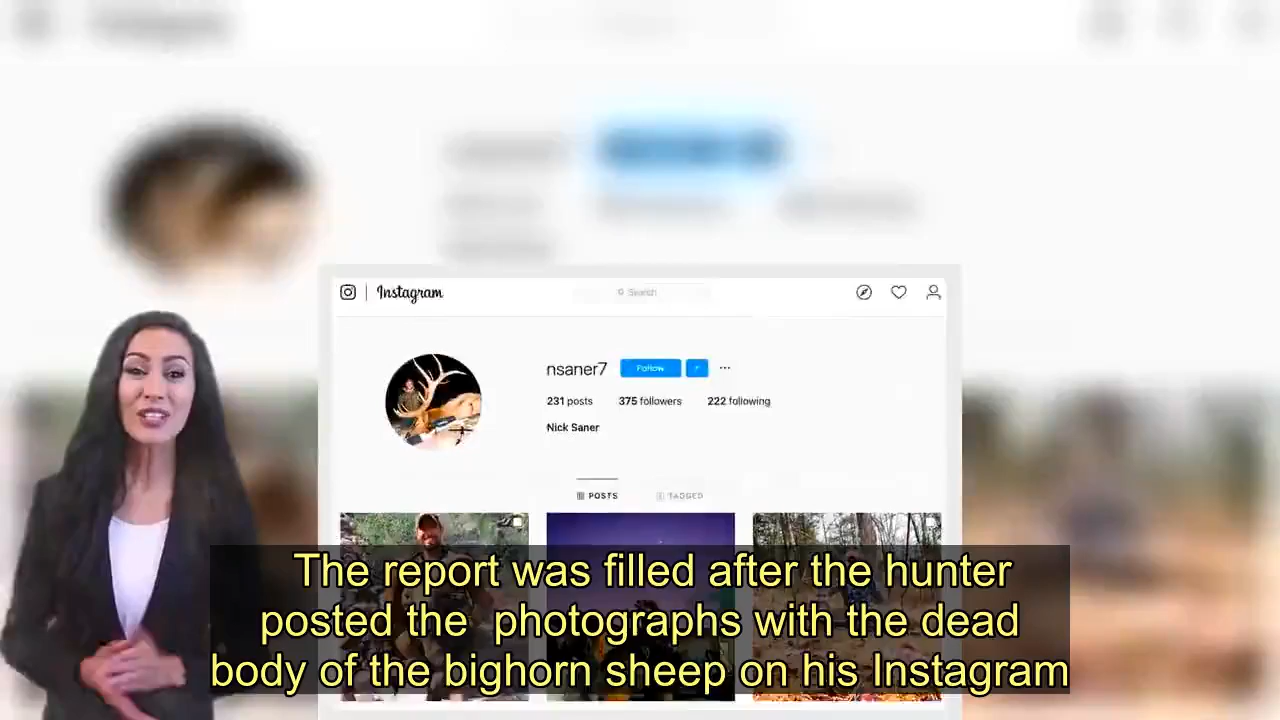 Instagram
Search
nsaner7 Follow
231 posts 375 followers 222 following
Nick Saner
POSTS TAGGED
The report was filled after the hunter
posted the photographs with the dead
body of the bighorn sheep on his Instagram